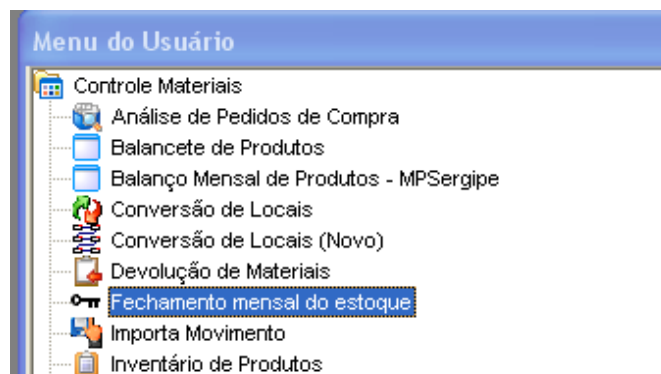 Menu do Usuário
Controle Materiais
Análise de Pedidos de Compra
Balancete de Produtos
Balanço Mensal de Produtos - MPSergipe
Conversão de Locais
Conversão de Locais (Novo)
Devolução de Materiais
Fechamento mensal do estoque
Importa Movimento
Inventário de Produtos